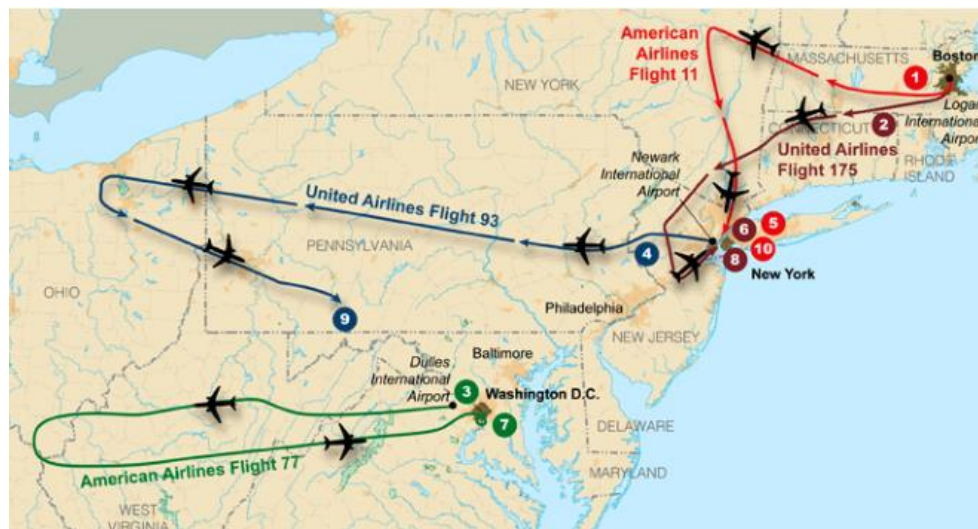 American
Airlines
Flight 11
MASSACHUSETTS
Boston
1
Logan
International
Airport
NEW YORK
2
CONNECTICUT
United Airlines
Flight 175
RHODE
ISLAND
Newark
International
Airport
United Airlines Flight 93
PENNSYLVANIA
4
6
5
8
10
New York
OHIO
9
Philadelphia
NEW JERSEY
Baltimore
Dulles
International
Airport
3
Washington D.C.
7
American Airlines Flight 77
DELAWARE
MARYLAND
WEST
VIRGINIA